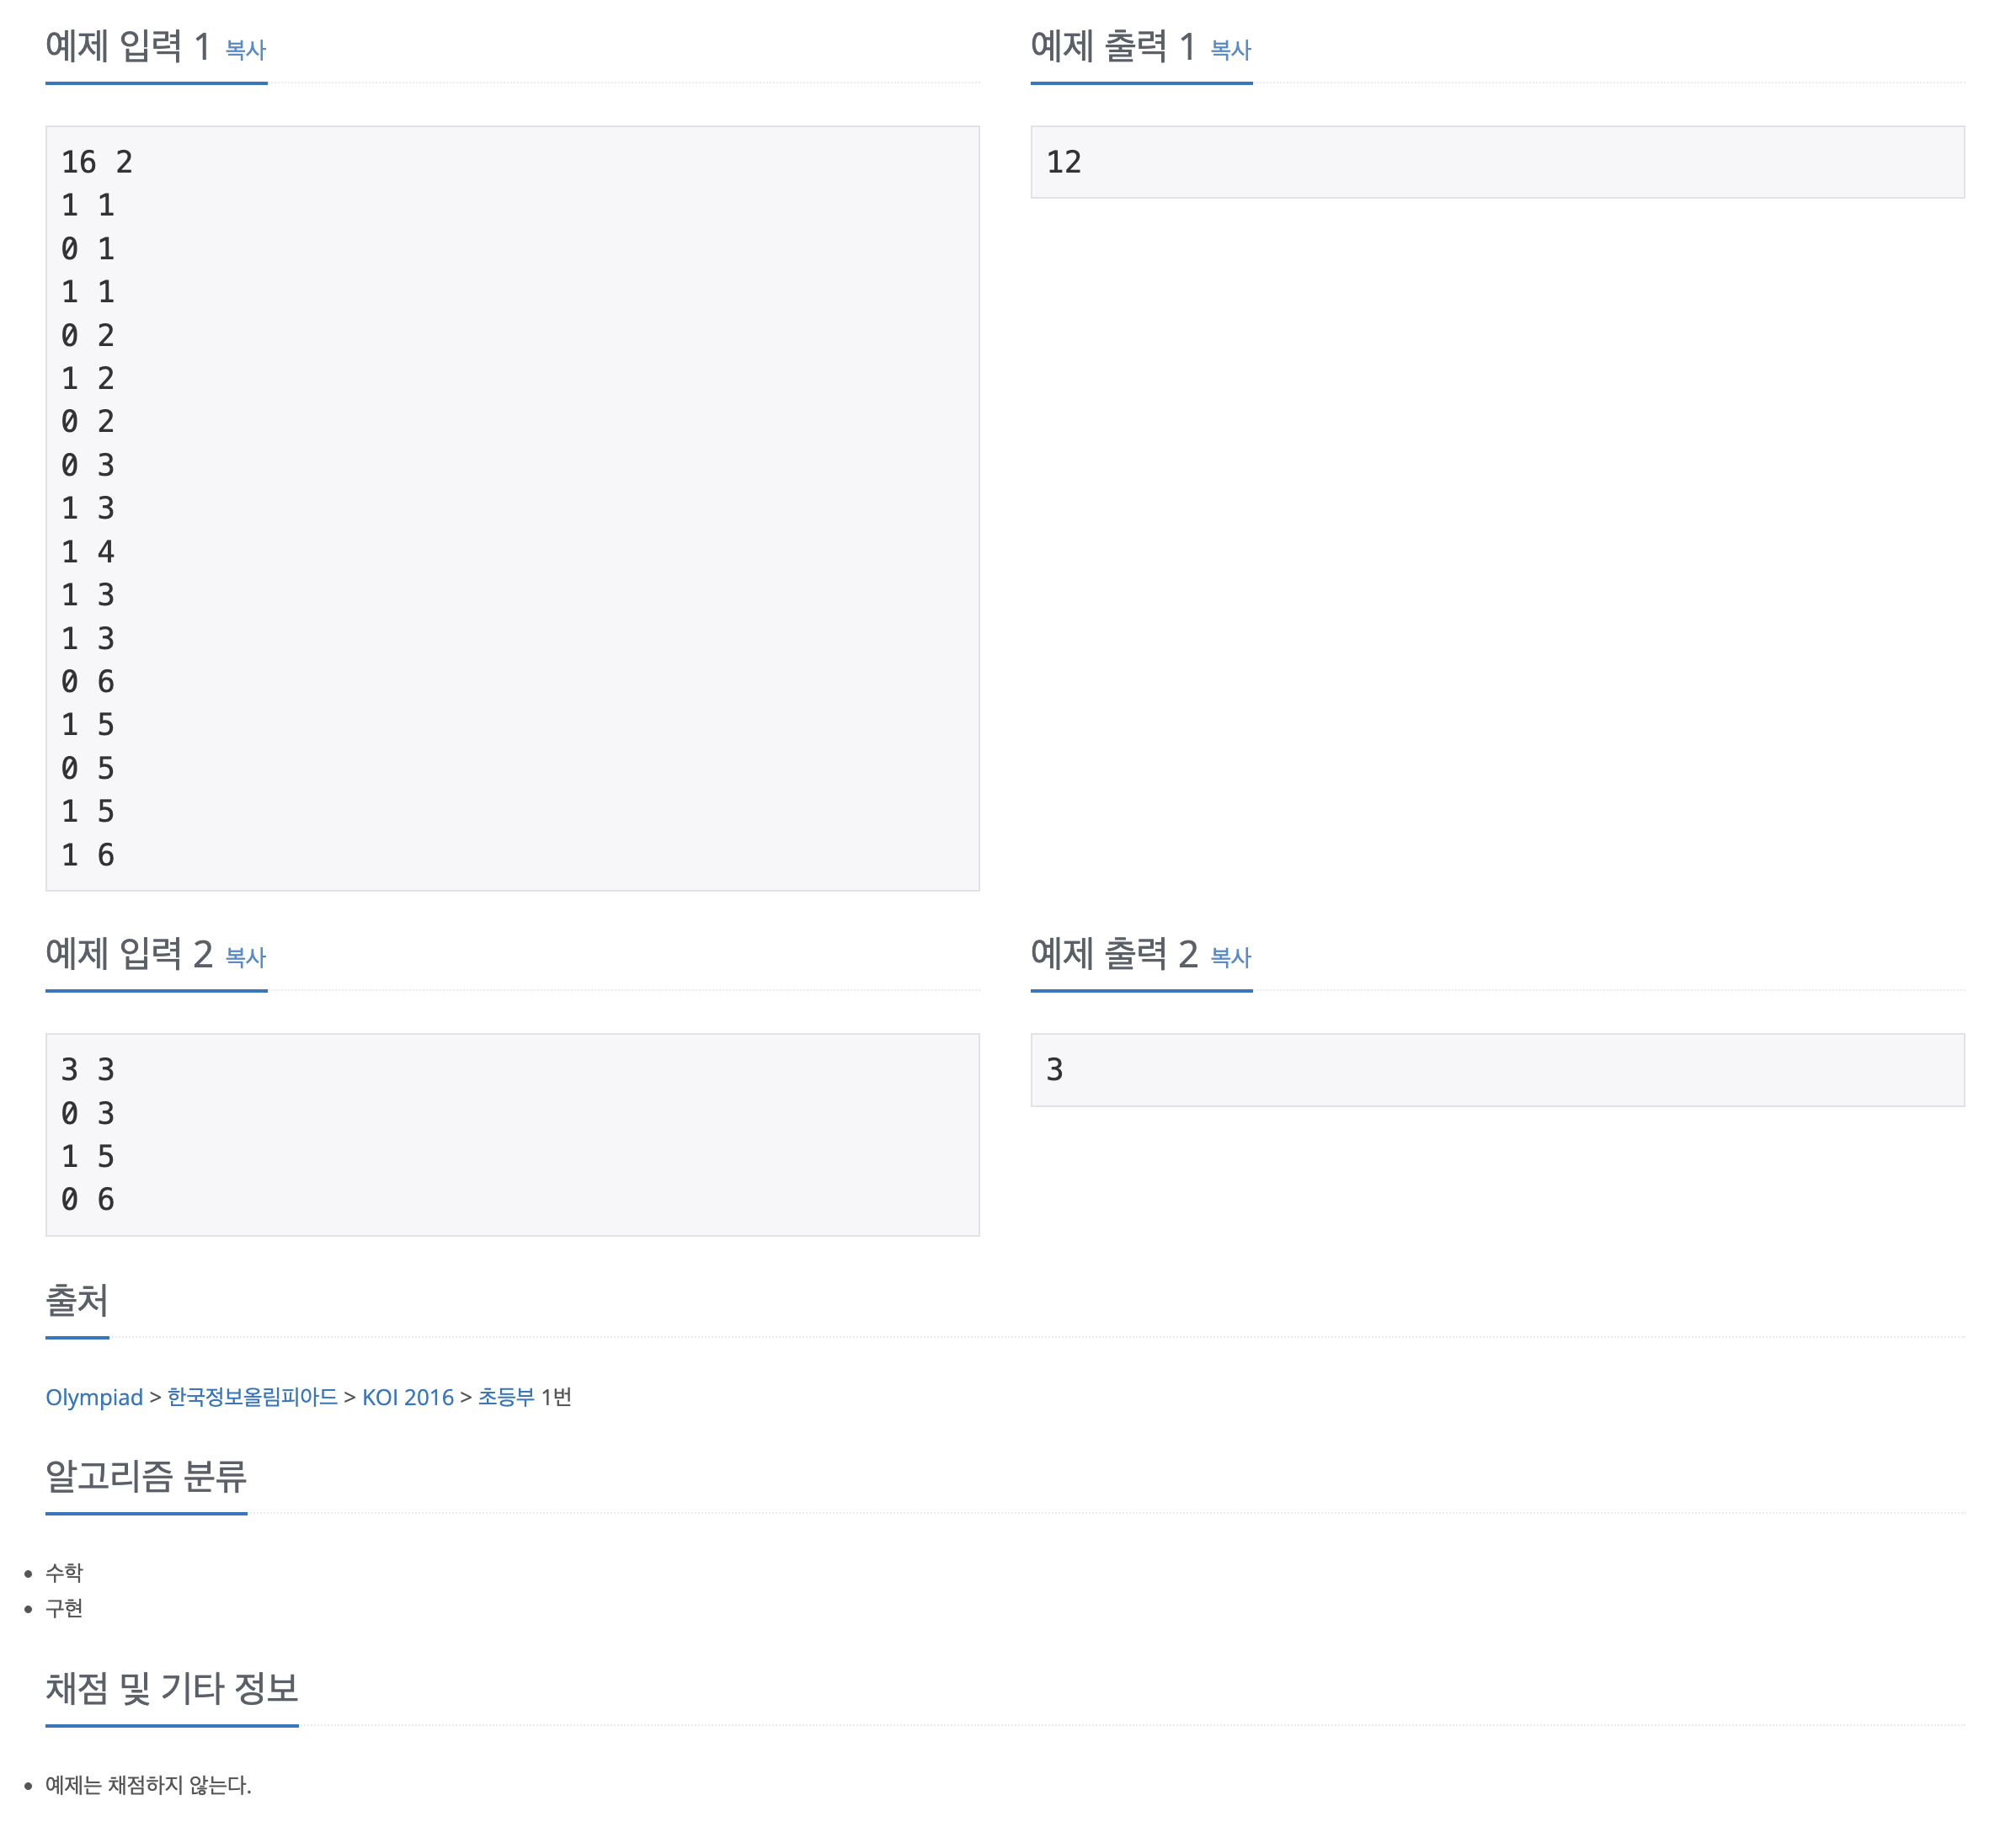 예제 입력 1 복사
16 2
1 1
0 1
1 1
0 2
1 2
0 2
0 3
1 3
1 4
1 3
1 3
0 6
1 5
0 5
1 5
1 6
예제 출력 1 복사
12
예제 입력 2 복사
3 3
0 3
1 5
0 6
예제 출력 2 복사
3
출처
Olympiad > 한국정보올림피아드 > KOI 2016 > 초등부 1번
알고리즘 분류
• 수학
• 구현
채점 및 기타 정보
• 예제는 채점하지 않는다.